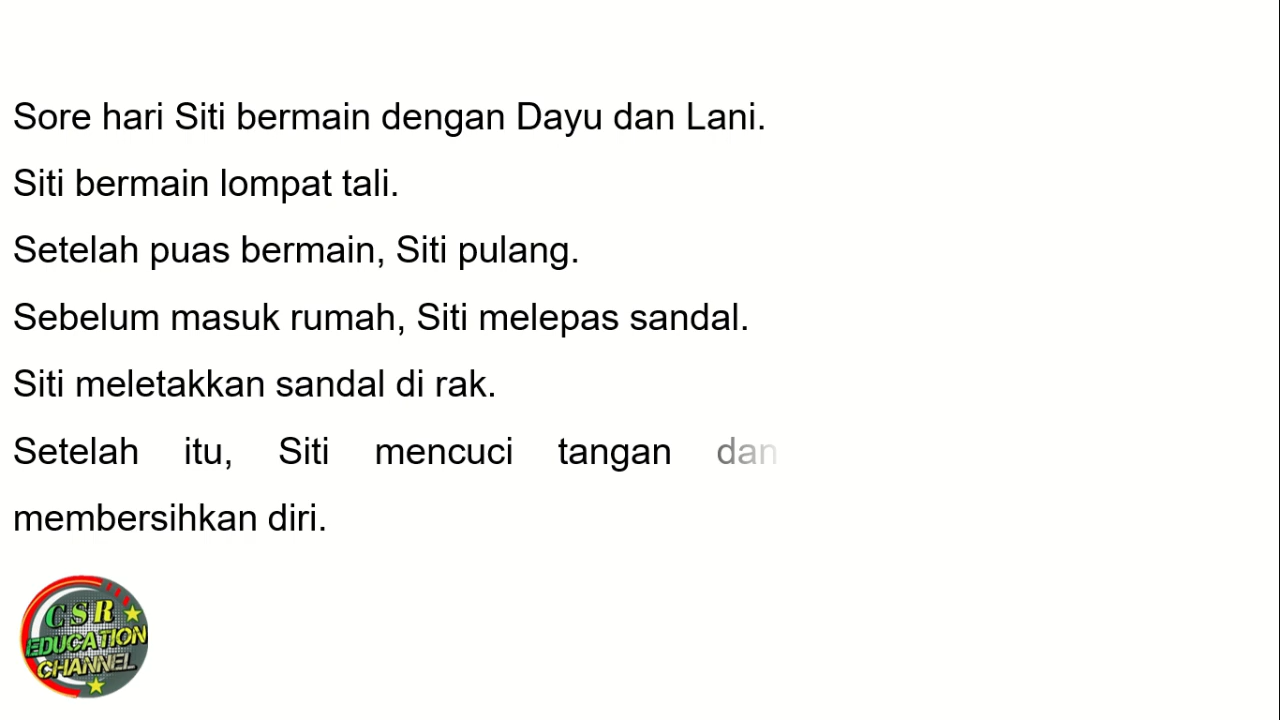 Sore hari Siti bermain dengan Dayu dan Lani.
Siti bermain lompat tali.
Setelah puas bermain, Siti pulang.
Sebelum masuk rumah, Siti melepas sandal.
Siti meletakkan sandal di rak.
Setelah itu, Siti mencuci tangan dan
membersihkan diri.
CSR
EDUCATION
CHANNEL